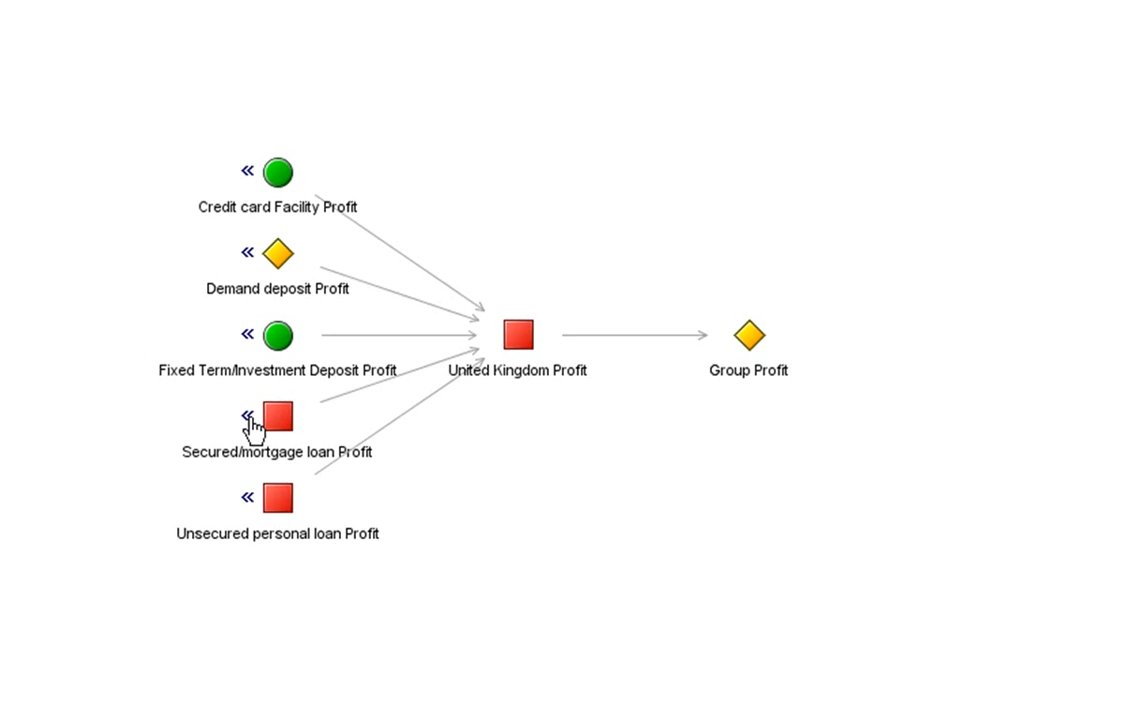 Credit card Facility Profit
Demand deposit Profit
Fixed Term/Investment Deposit Profit
United Kingdom Profit
Group Profit
Secured/mortgage loan Profit
Unsecured personal loan Profit